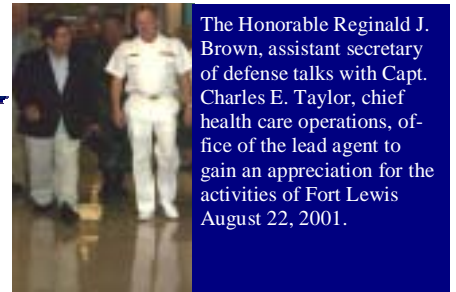 The Honorable Reginald J.
Brown, assistant secretary
of defense talks with Capt.
Charles E. Taylor, chief
health care operations, of-
fice of the lead agent to
gain an appreciation for the
activities of Fort Lewis
August 22, 2001.